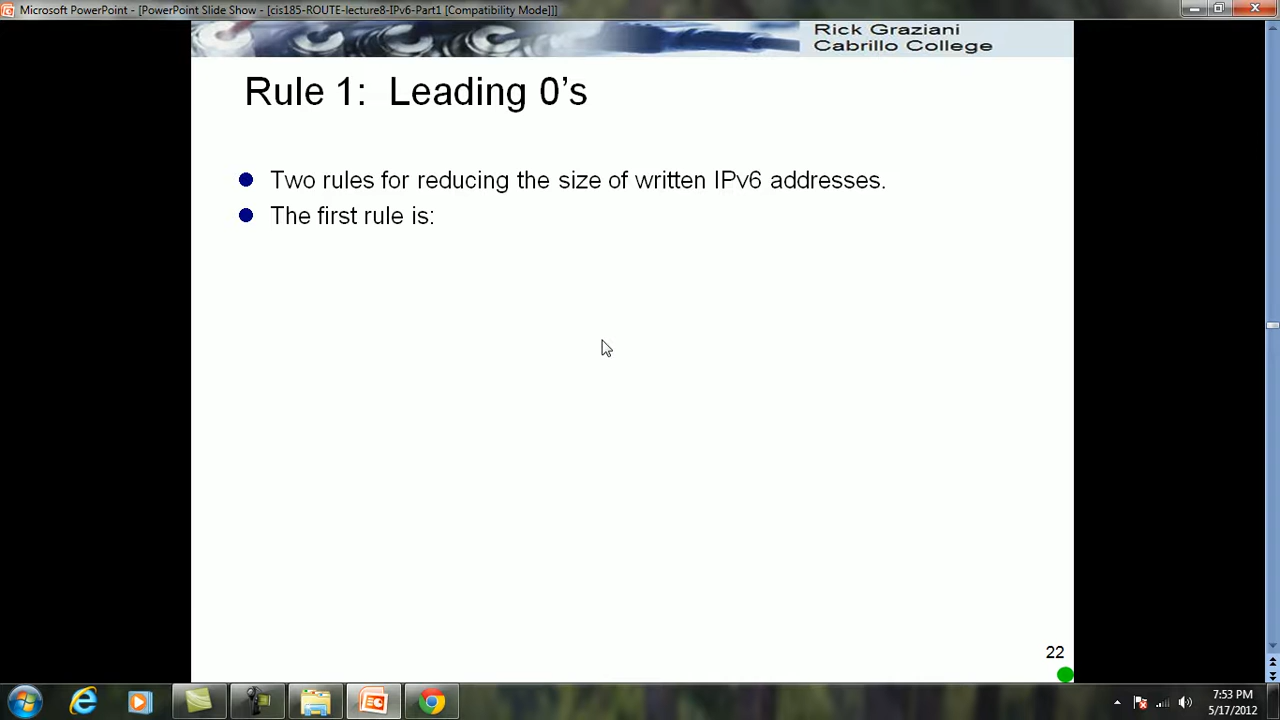 Microsoft PowerPoint - [PowerPoint Slide Show - [cis185-ROUTE-lecture8-IPv6-Part1 [Compatibility Mode]]]
Rick Graziani
Cabrillo College
Rule 1: Leading 0’s
Two rules for reducing the size of written IPv6 addresses.
The first rule is:
22
7:53 PM
5/17/2012